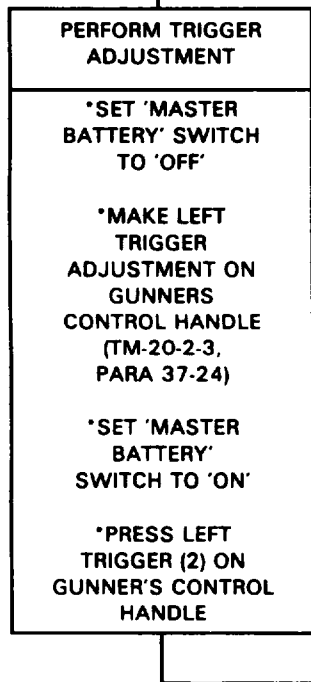 PERFORM TRIGGER
ADJUSTMENT
*SET 'MASTER
BATTERY' SWITCH
TO 'OFF'
*MAKE LEFT
TRIGGER
ADJUSTMENT ON
GUNNERS
CONTROL HANDLE
(TM-20-2-3,
PARA 37-24)
*SET 'MASTER
BATTERY'
SWITCH TO 'ON'
*PRESS LEFT
TRIGGER (2) ON
GUNNER'S CONTROL
HANDLE